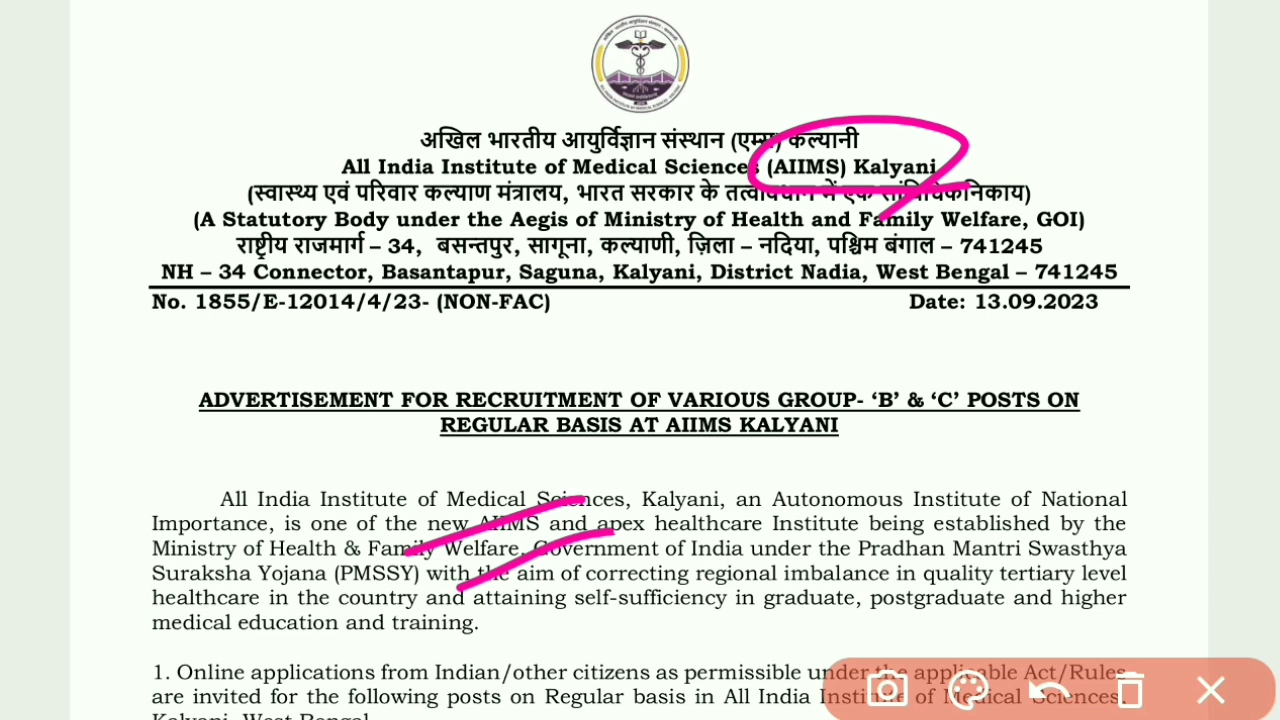 अखिल भारतीय आयुर्विज्ञान संस्थान (एम्स) कल्यानी
All India Institute of Medical Sciences (AIIMS) Kalyani
(स्वास्थ्य एवं परिवार कल्याण मंत्रालय, भारत सरकार के तत्वावधान में एक सांविधिकनिकाय)
(A Statutory Body under the Aegis of Ministry of Health and Family Welfare, GOI)
राष्ट्रीय राजमार्ग – 34, बसन्तपुर, सागूना, कल्याणी, ज़िला – नदिया, पश्चिम बंगाल – 741245
NH – 34 Connector, Basantapur, Saguna, Kalyani, District Nadia, West Bengal – 741245
No. 1855/E-12014/4/23- (NON-FAC) Date: 13.09.2023
ADVERTISEMENT FOR RECRUITMENT OF VARIOUS GROUP- ‘B’ & ‘C’ POSTS ON
REGULAR BASIS AT AIIMS KALYANI
All India Institute of Medical Sciences, Kalyani, an Autonomous Institute of National
Importance, is one of the new AIIMS and apex healthcare Institute being established by the
Ministry of Health & Family Welfare, Government of India under the Pradhan Mantri Swasthya
Suraksha Yojana (PMSSY) with the aim of correcting regional imbalance in quality tertiary level
healthcare in the country and attaining self-sufficiency in graduate, postgraduate and higher
medical education and training.
1. Online applications from Indian/other citizens as permissible under the applicable Act/Rules
are invited for the following posts on Regular basis in All India Institute of Medical Sciences,
Kalyani, West Bengal